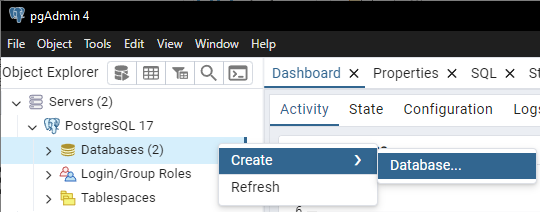 pgAdmin 4
File Object Tools Edit View Window Help
Object Explorer Dashboard Properties SQL
Servers (2) Activity State Configuration Logs
PostgreSQL 17
Databases (2) Create Database...
Login/Group Roles Refresh
Tablespaces 6